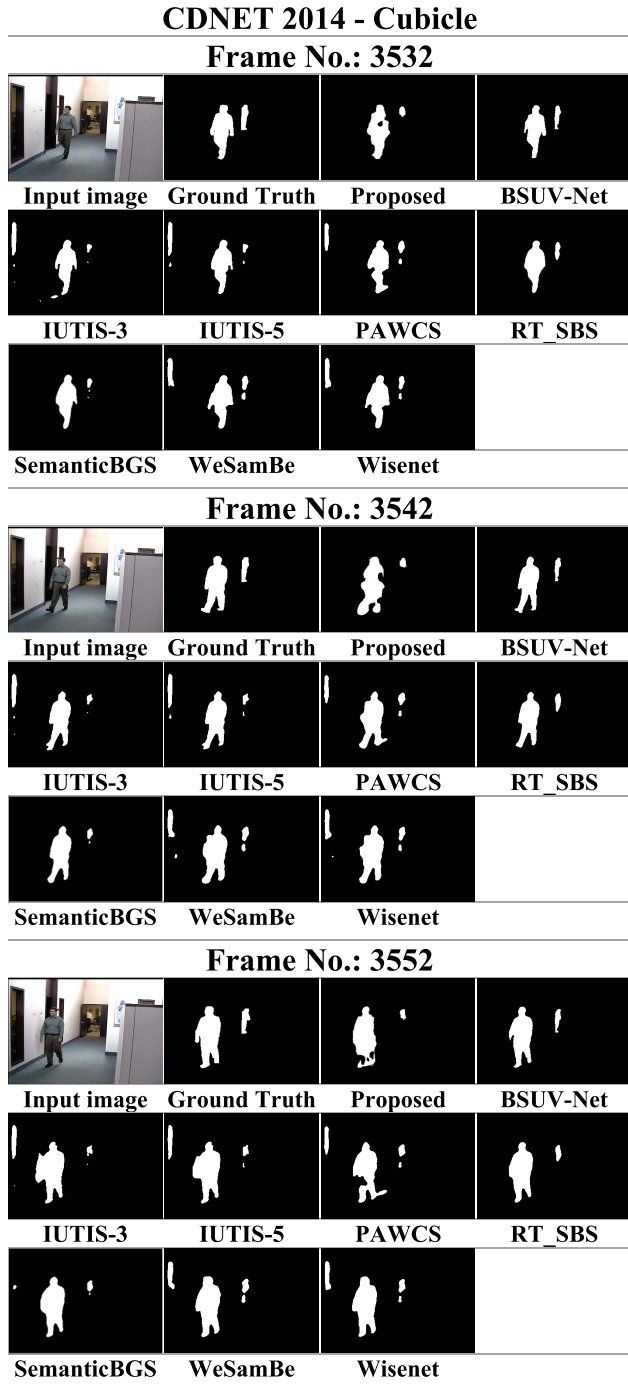 CDNET 2014 - Cubicle
Frame No.: 3532
Input image Ground Truth Proposed BSUV-Net
IUTIS-3 IUTIS-5 PAWCS RT_SBS
SemanticBGS WeSamBe Wisenet
Frame No.: 3542
Input image Ground Truth Proposed BSUV-Net
IUTIS-3 IUTIS-5 PAWCS RT_SBS
SemanticBGS WeSamBe Wisenet
Frame No.: 3552
Input image Ground Truth Proposed BSUV-Net
IUTIS-3 IUTIS-5 PAWCS RT_SBS
SemanticBGS WeSamBe Wisenet